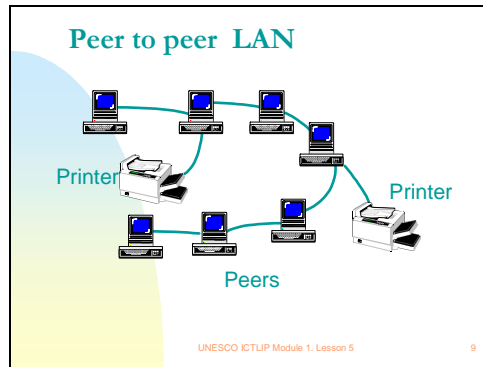 Peer to peer  LAN
Printer
Printer
Peers
UNESCO ICTLIP Module 1. Lesson 5
9